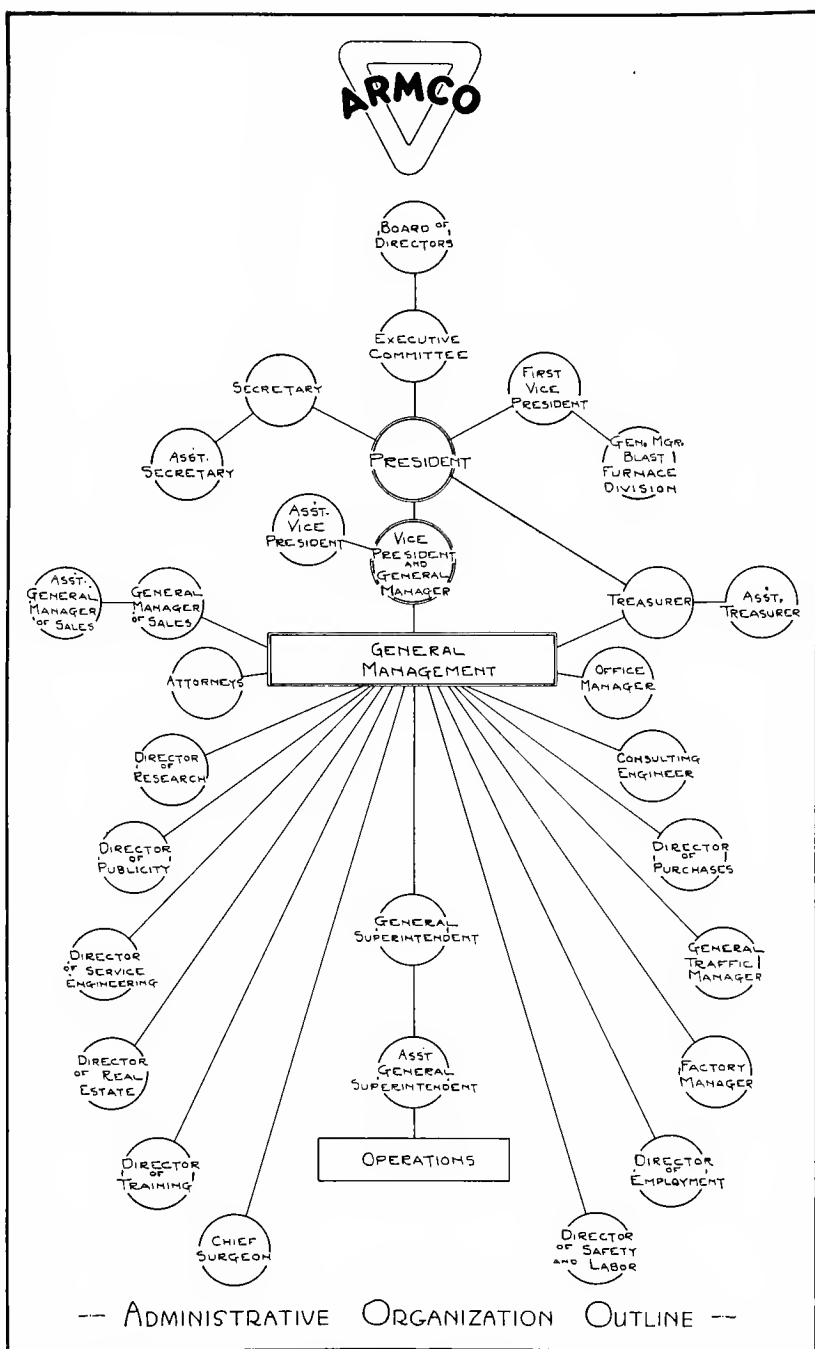 ARMCO
BOARD OF
DIRECTORS
EXECUTIVE
COMMITTEE
SECRETARY
FIRST
VICE
PRESIDENT
ASST.
SECRETARY
PRESIDENT
GEN. MGR.
BLAST
FURNACE
DIVISION
ASST.
VICE
PRESIDENT
VICE
PRESIDENT
AND
GENERAL
MANAGER
ASST.
GENERAL
MANAGER
OF SALES
GENERAL
MANAGER
OF SALES
TREASURER
ASST.
TREASURER
GENERAL
MANAGEMENT
ATTORNEYS
OFFICE
MANAGER
DIRECTOR
OF
RESEARCH
CONSULTING
ENGINEER
DIRECTOR
OF
PUBLICITY
DIRECTOR
OF
PURCHASES
GENERAL
SUPERINTENDENT
DIRECTOR
OF SERVICE
ENGINEERING
GENERAL
TRAFFIC
MANAGER
DIRECTOR
OF REAL
ESTATE
ASST
GENERAL
SUPERINTENDENT
FACTORY
MANAGER
DIRECTOR
OF
TRAINING
OPERATIONS
DIRECTOR
OF
EMPLOYMENT
CHIEF
SURGEON
DIRECTOR
OF SAFETY
AND LABOR
-- ADMINISTRATIVE ORGANIZATION OUTLINE --